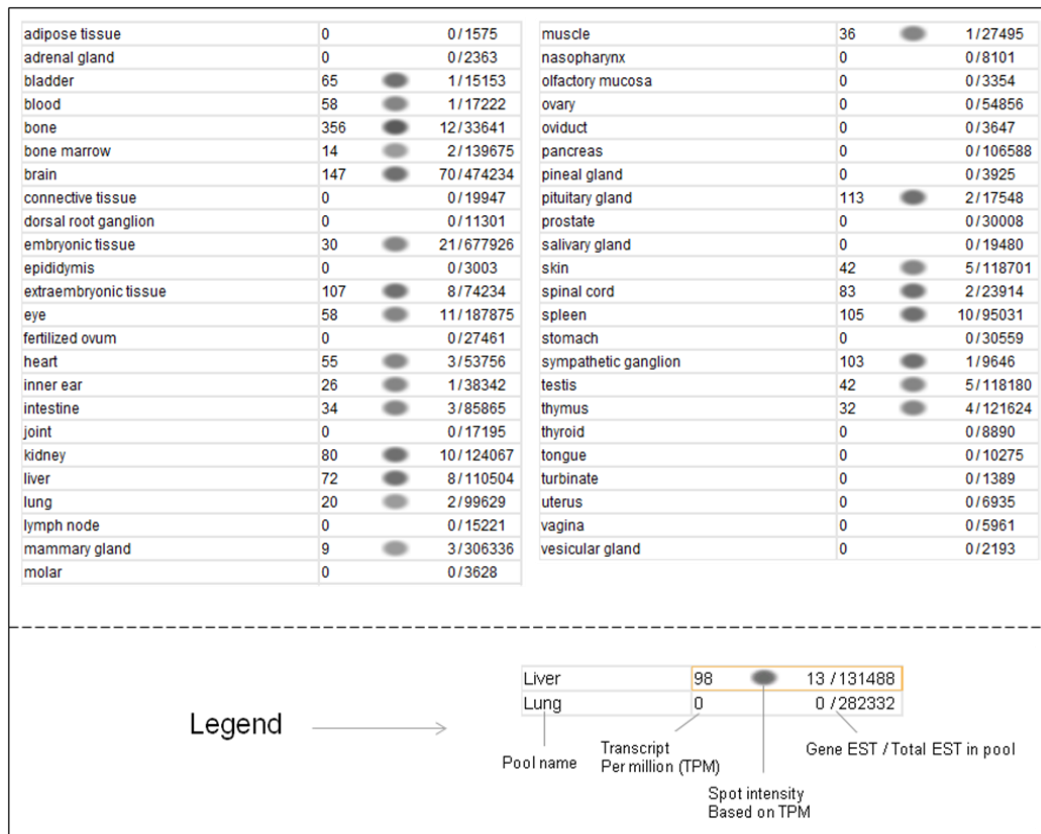 adipose tissue 0 0/1575
adrenal gland 0 0/2363
bladder 65 1/15153
blood 58 1/17222
bone 356 12/33641
bone marrow 14 2/139675
brain 147 70/474234
connective tissue 0 0/19947
dorsal root ganglion 0 0/11301
embryonic tissue 30 21/677926
epididymis 0 0/3003
extraembryonic tissue 107 8/74234
eye 58 11/187875
fertilized ovum 0 0/27461
heart 55 3/53756
inner ear 26 1/38342
intestine 34 3/85865
joint 0 0/17195
kidney 80 10/124067
liver 72 8/110504
lung 20 2/99629
lymph node 0 0/15221
mammary gland 9 3/306336
molar 0 0/3628
muscle 36 1/27495
nasopharynx 0 0/8101
olfactory mucosa 0 0/3354
ovary 0 0/54856
oviduct 0 0/3647
pancreas 0 0/106588
pineal gland 0 0/3925
pituitary gland 113 2/17548
prostate 0 0/30008
salivary gland 0 0/19480
skin 42 5/118701
spinal cord 83 2/23914
spleen 105 10/95031
stomach 0 0/30559
sympathetic ganglion 103 1/9646
testis 42 5/118180
thymus 32 4/121624
thyroid 0 0/8890
tongue 0 0/10275
turbinate 0 0/1389
uterus 0 0/6935
vagina 0 0/5961
vesicular gland 0 0/2193
Legend
Liver 98 13 / 131488
Lung 0 0 / 282332
Pool name
Transcript
Per million (TPM)
Spot intensity
Based on TPM
Gene EST / Total EST in pool